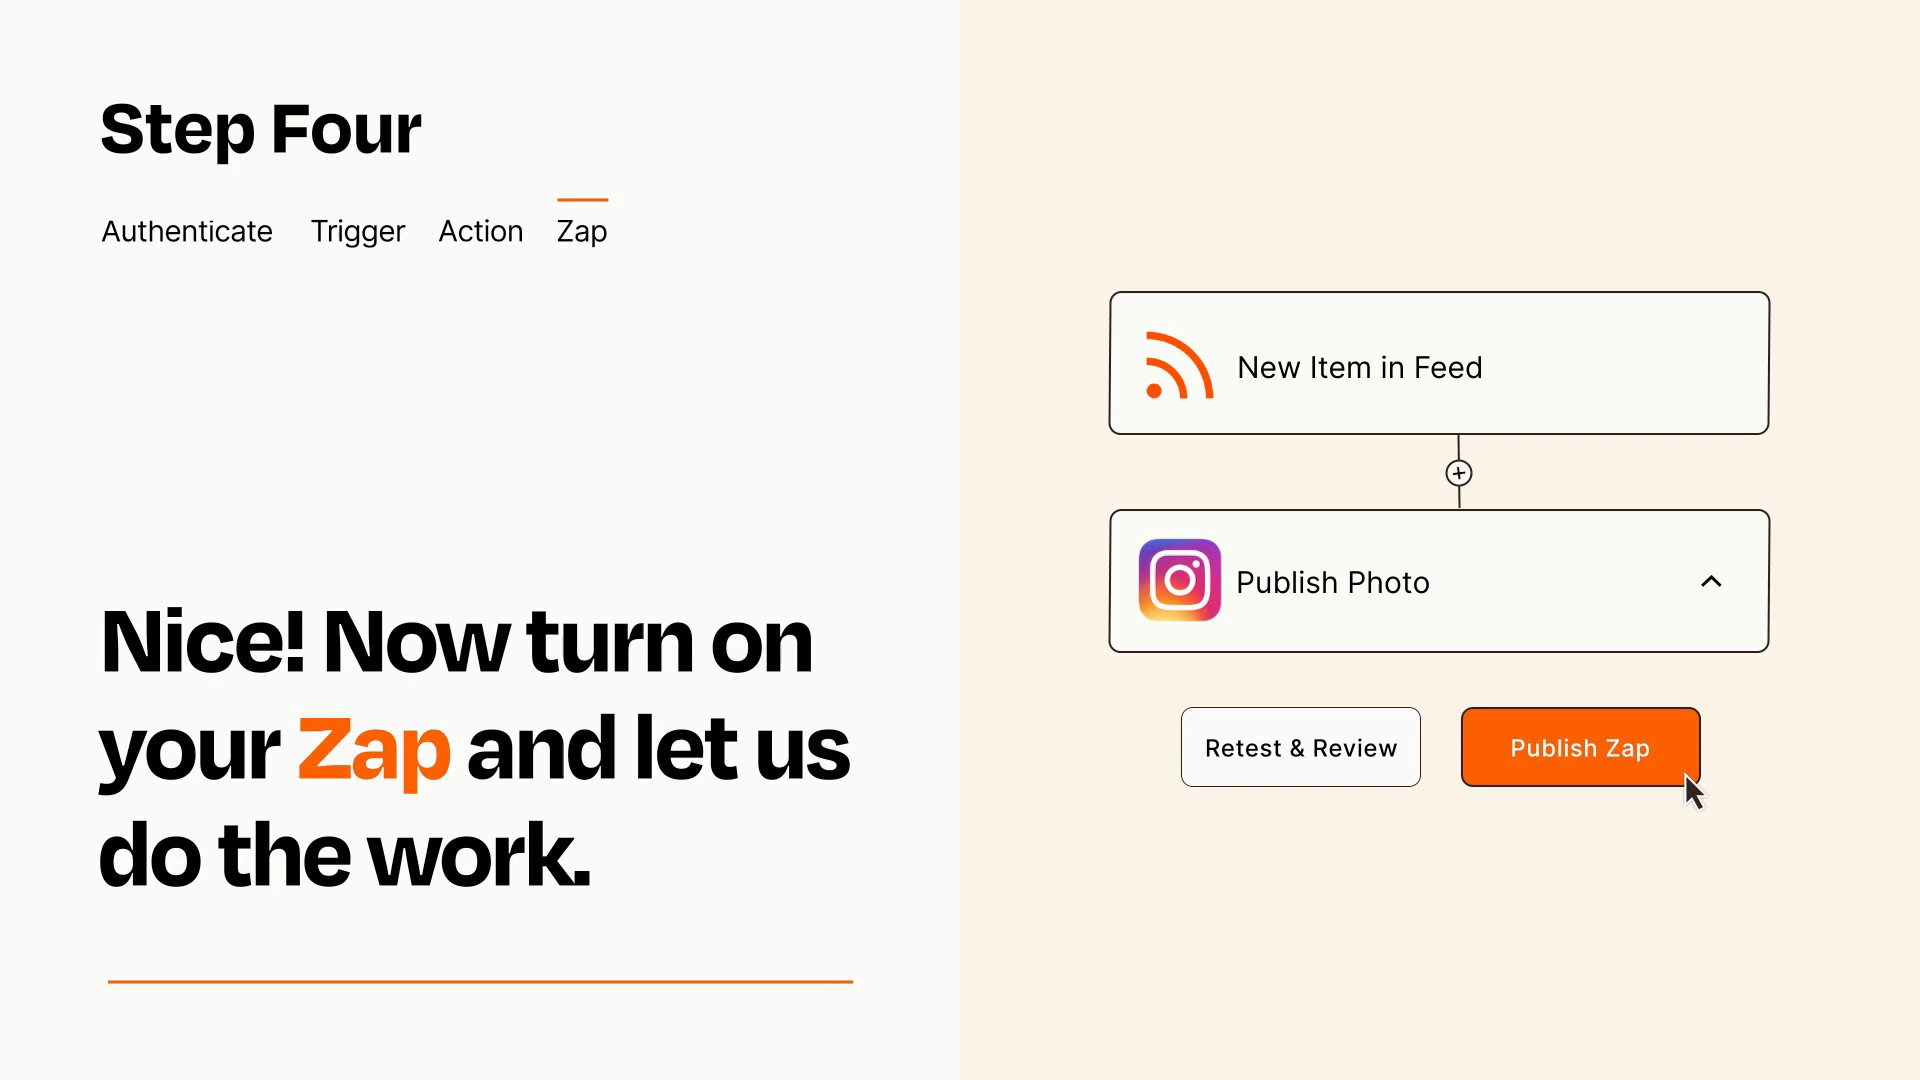 Step Four
Authenticate Trigger Action Zap
Nice! Now turn on
your Zap and let us
do the work.
New Item in Feed
Publish Photo
Retest & Review
Publish Zap